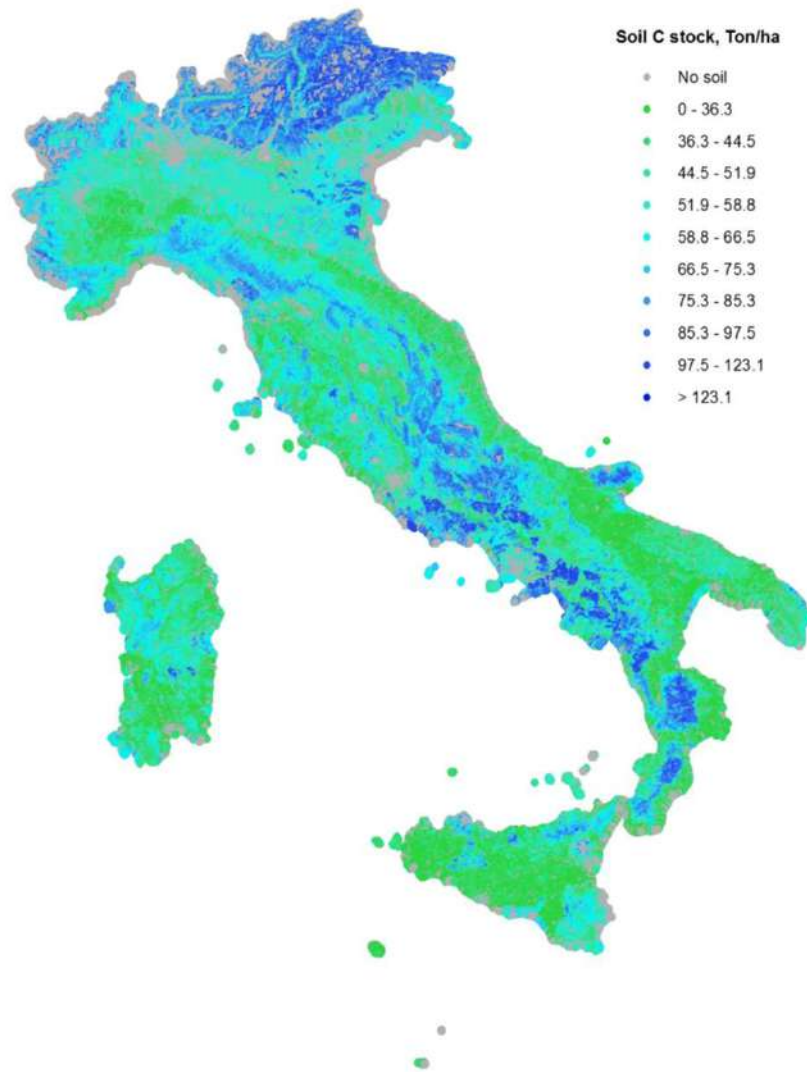 Soil C stock, Ton/ha
No soil
0 - 36.3
36.3 - 44.5
44.5 - 51.9
51.9 - 58.8
58.8 - 66.5
66.5 - 75.3
75.3 - 85.3
85.3 - 97.5
97.5 - 123.1
> 123.1